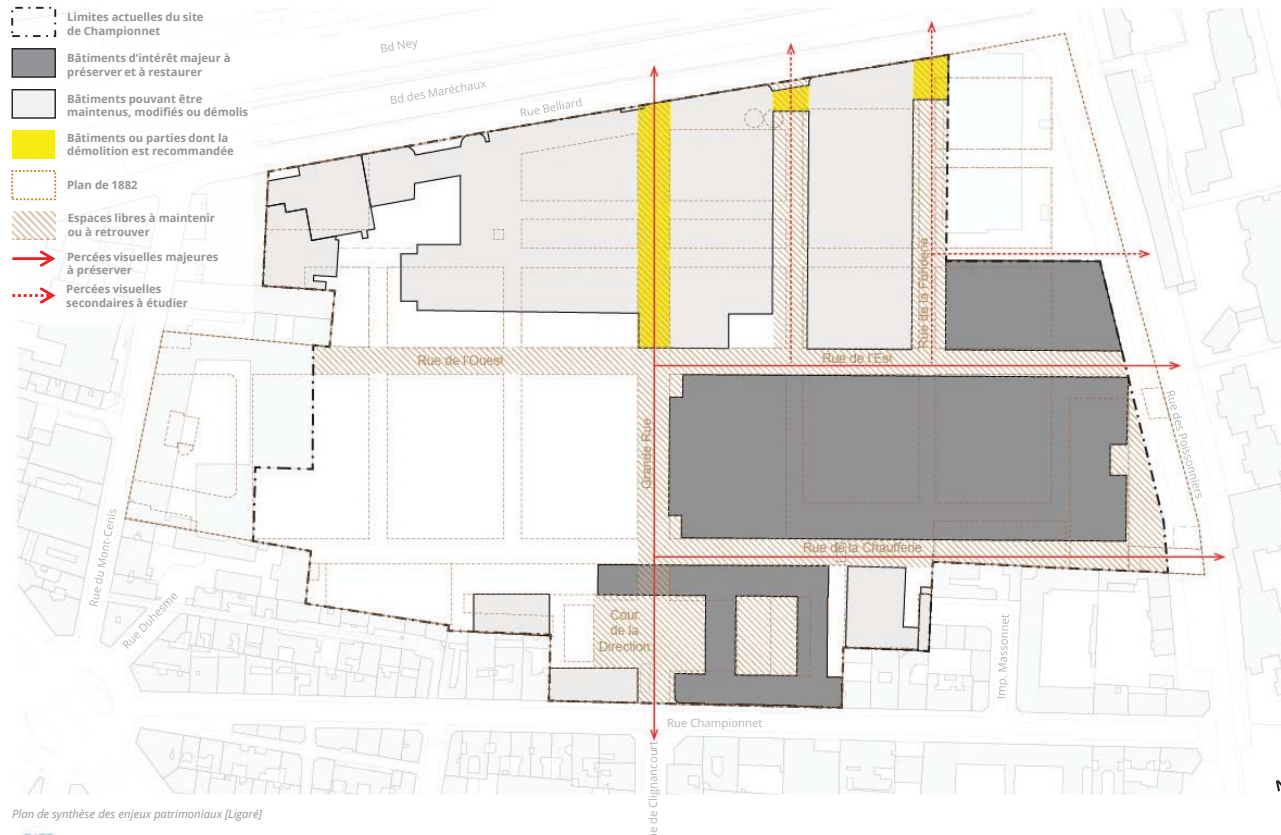 Limites actuelles du site
de Championnet
Bâtiments d'intérêt majeur à
préserver et à restaurer
Bâtiments pouvant être
maintenus, modifiés ou démolis
Bâtiments ou parties dont la
démolition est recommandée
Plan de 1882
Espaces libres à maintenir
ou à retrouver
Percées visuelles majeures
à préserver
Percées visuelles
secondaires à étudier
Bd Ney
Bd des Maréchaux
Rue Belliard
Rue de la Fonderie
Rue de l'Ouest
Rue de l'Est
Grande Rue
Rue des Poissonniers
Rue de la Chaufferie
Rue du Mont-Cenis
Rue Duhesme
Cour
de la
Direction
Imp. Massonnet
Rue Championnet
de Clignancourt
Plan de synthèse des enjeux patrimoniaux [Ligaré]